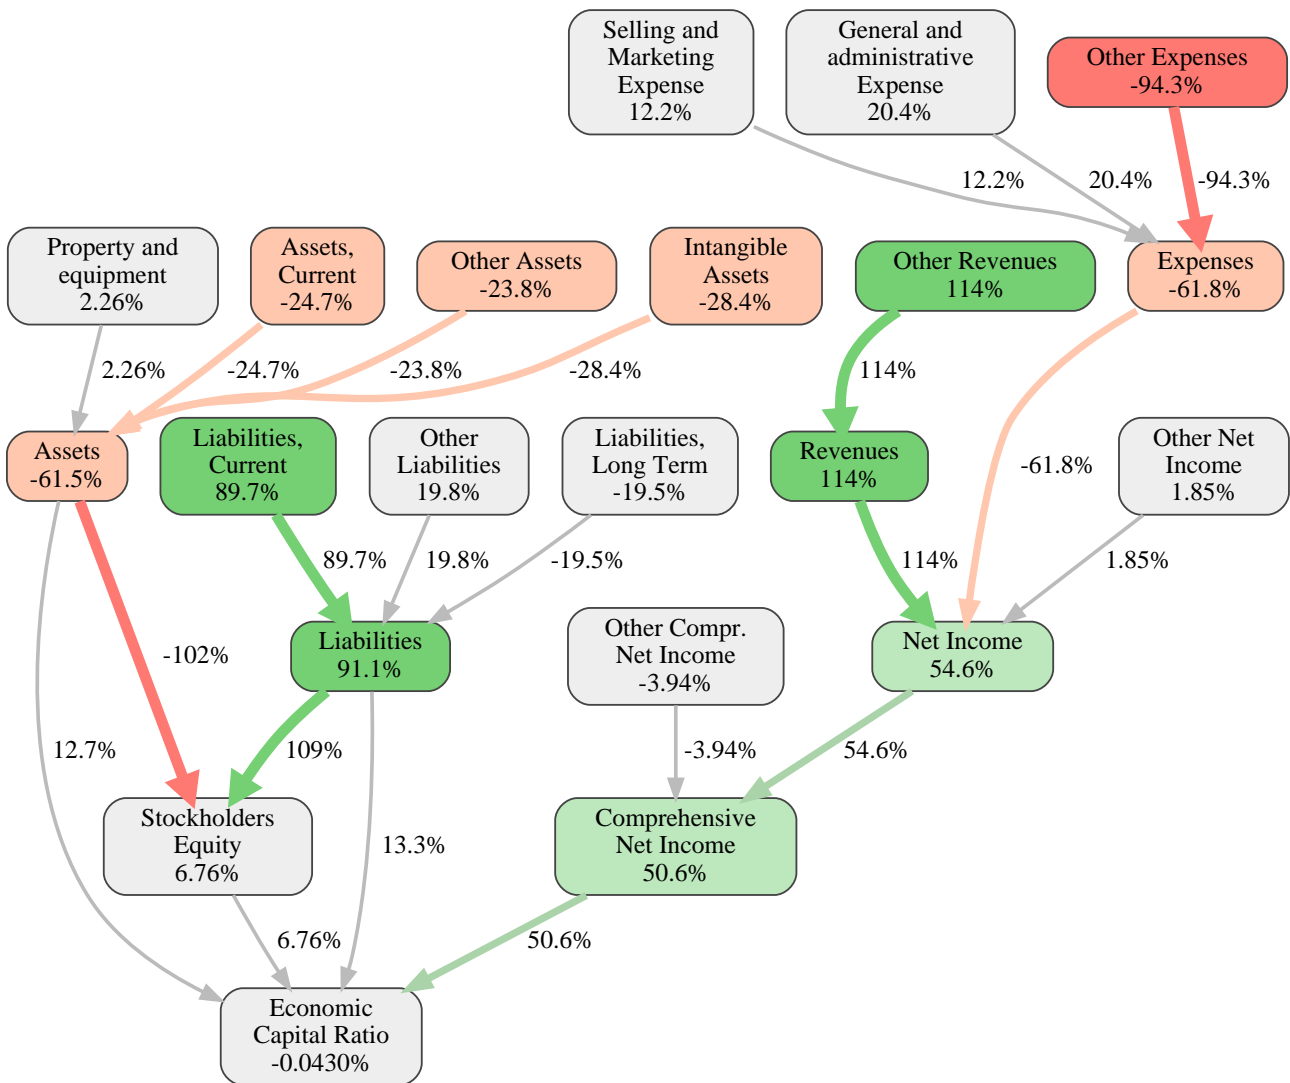 Selling and
Marketing
Expense
12.2%
General and
administrative
Expense
20.4%
Other Expenses
-94.3%
12.2%
20.4%
-94.3%
Property and
equipment
2.26%
Assets,
Current
-24.7%
Other Assets
-23.8%
Intangible
Assets
-28.4%
Other Revenues
114%
Expenses
-61.8%
2.26%
-24.7%
-23.8%
-28.4%
114%
Assets
-61.5%
Liabilities,
Current
89.7%
Other
Liabilities
19.8%
Liabilities,
Long Term
-19.5%
Revenues
114%
-61.8%
Other Net
Income
1.85%
89.7%
19.8%
-19.5%
114%
1.85%
-102%
Liabilities
91.1%
Other Compr.
Net Income
-3.94%
Net Income
54.6%
12.7%
109%
-3.94%
54.6%
Stockholders
Equity
6.76%
13.3%
Comprehensive
Net Income
50.6%
6.76%
50.6%
Economic
Capital Ratio
-0.0430%